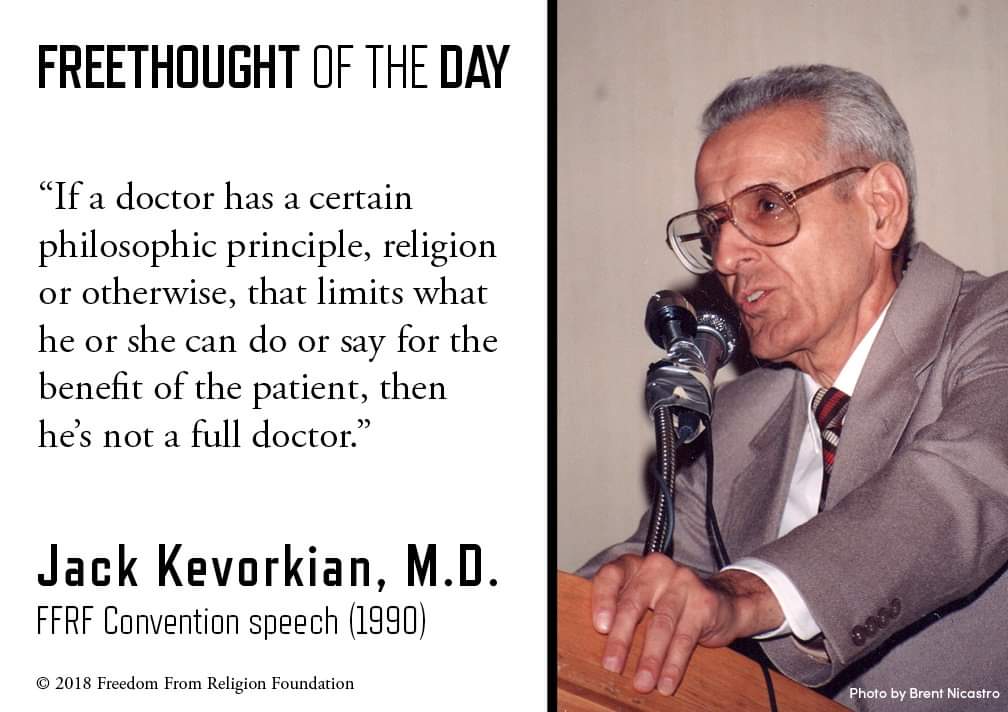 FREETHOUGHT OF THE DAY
“If a doctor has a certain
philosophic principle, religion
or otherwise, that limits what
he or she can do or say for the
benefit of the patient, then
he’s not a full doctor.”
Jack Kevorkian, M.D.
FFRF Convention speech (1990)
© 2018 Freedom From Religion Foundation
Photo by Brent Nicastro